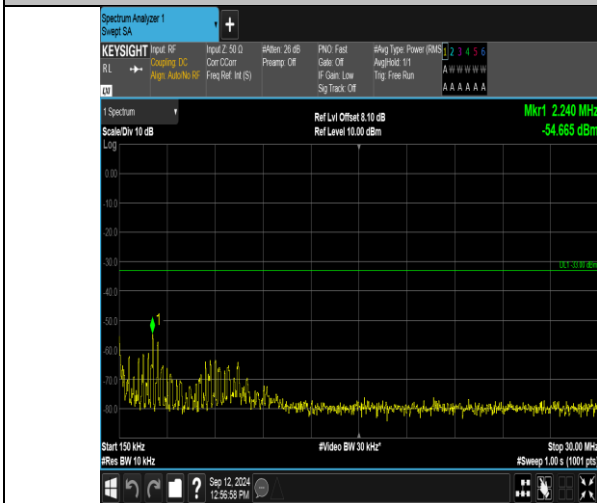 Spectrum Analyzer 1
Swept SA
+
KEYSIGHT
RL
Input: RF
Coupling: DC
Align: Auto/No RF
Input Z: 50 Ω
Corr CCorr
Freq Ref: Int (S)
#Atten: 26 dB
Preamp: Off
PNO: Fast
Gate: Off
IF Gain: Low
Sig Track: Off
#Avg Type: Power (RMS
Avg|Hold: 1/1
Trig: Free Run
1 2 3 4 5 6
A W W W W W
A A A A A A
1 Spectrum
Scale/Div 10 dB
Ref Lvl Offset 8.10 dB
Ref Level 10.00 dBm
Mkr1 2.240 MHz
-54.665 dBm
Log
0.00
-10.0
-20.0
-30.0
DL1 -33.00 dBm
-40.0
-50.0
1
-60.0
-70.0
-80.0
Start 150 kHz
#Res BW 10 kHz
#Video BW 30 kHz*
Stop 30.00 MHz
#Sweep 1.00 s (1001 pts)
?
Sep 12, 2024
12:56:58 PM